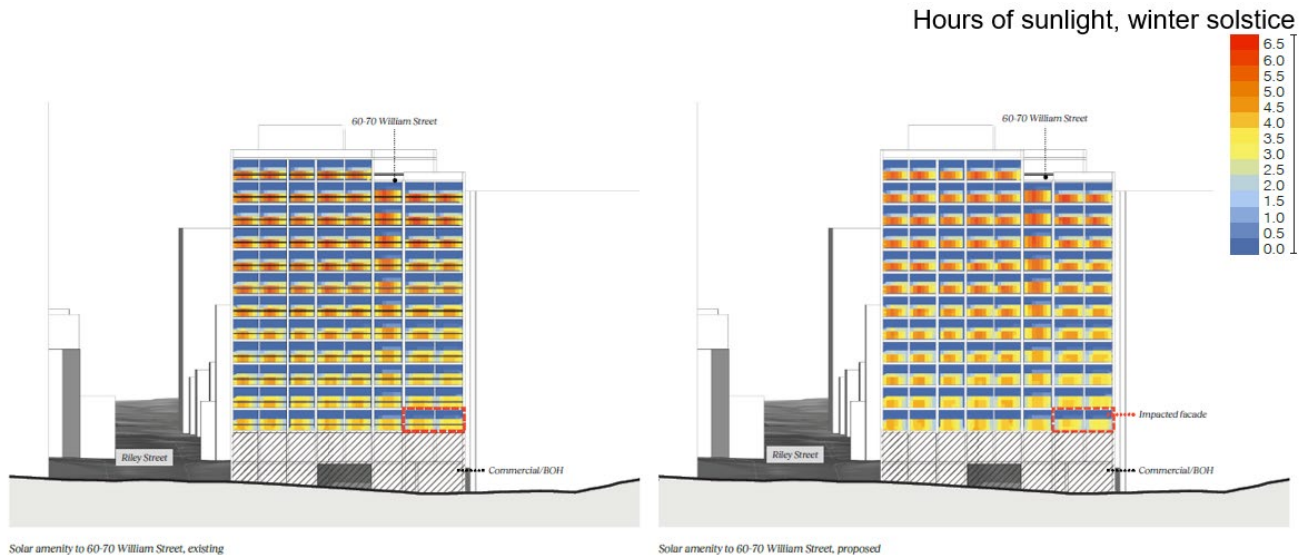 Hours of sunlight, winter solstice
6.5
6.0
5.5
5.0
4.5
4.0
3.5
3.0
2.5
2.0
1.5
1.0
0.5
0.0
60-70 William Street
60-70 William Street
Impacted facade
Riley Street
Riley Street
Commercial/BOH
Commercial/BOH
Solar amenity to 60-70 William Street, existing
Solar amenity to 60-70 William Street, proposed